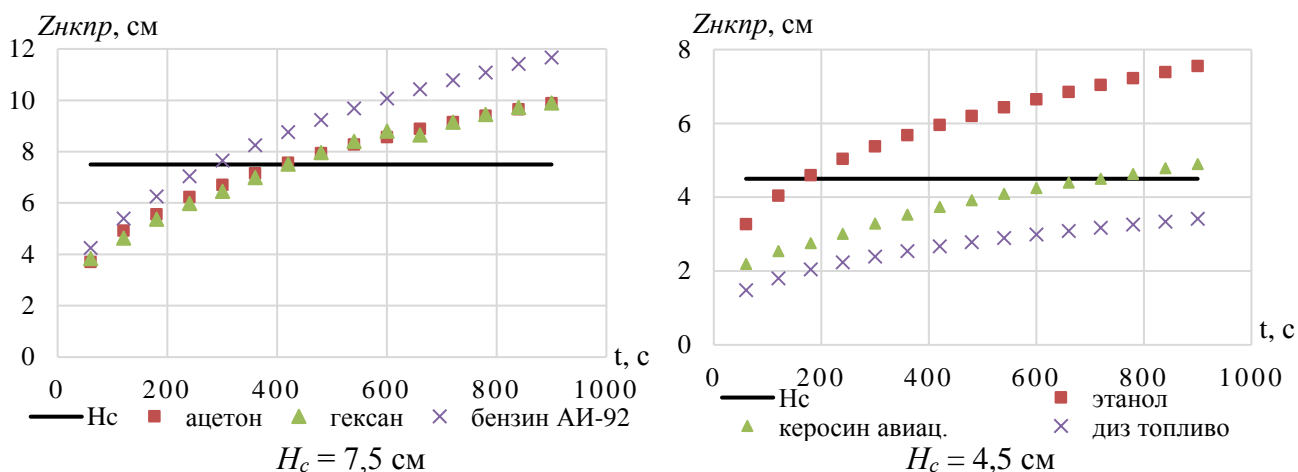 Zнкпр, см
12
10
8
6
4
2
0
0 200 400 600 800 1000
t, с
Нс ацетон гексан бензин АИ-92
Hc = 7,5 см
Zнкпр, см
8
6
4
2
0
0 200 400 600 800 1000
t, с
Нс этанол
керосин авиац. диз топливо
Hc = 4,5 см